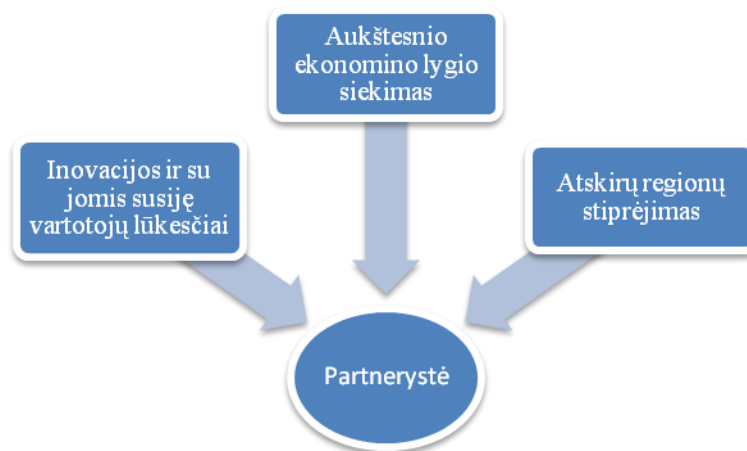 Aukštesnio
ekonomino lygio
siekimas
Inovacijos ir su
jomis susiję
vartotojų lūkesčiai
Atskirų regionų
stiprėjimas
Partnerystė